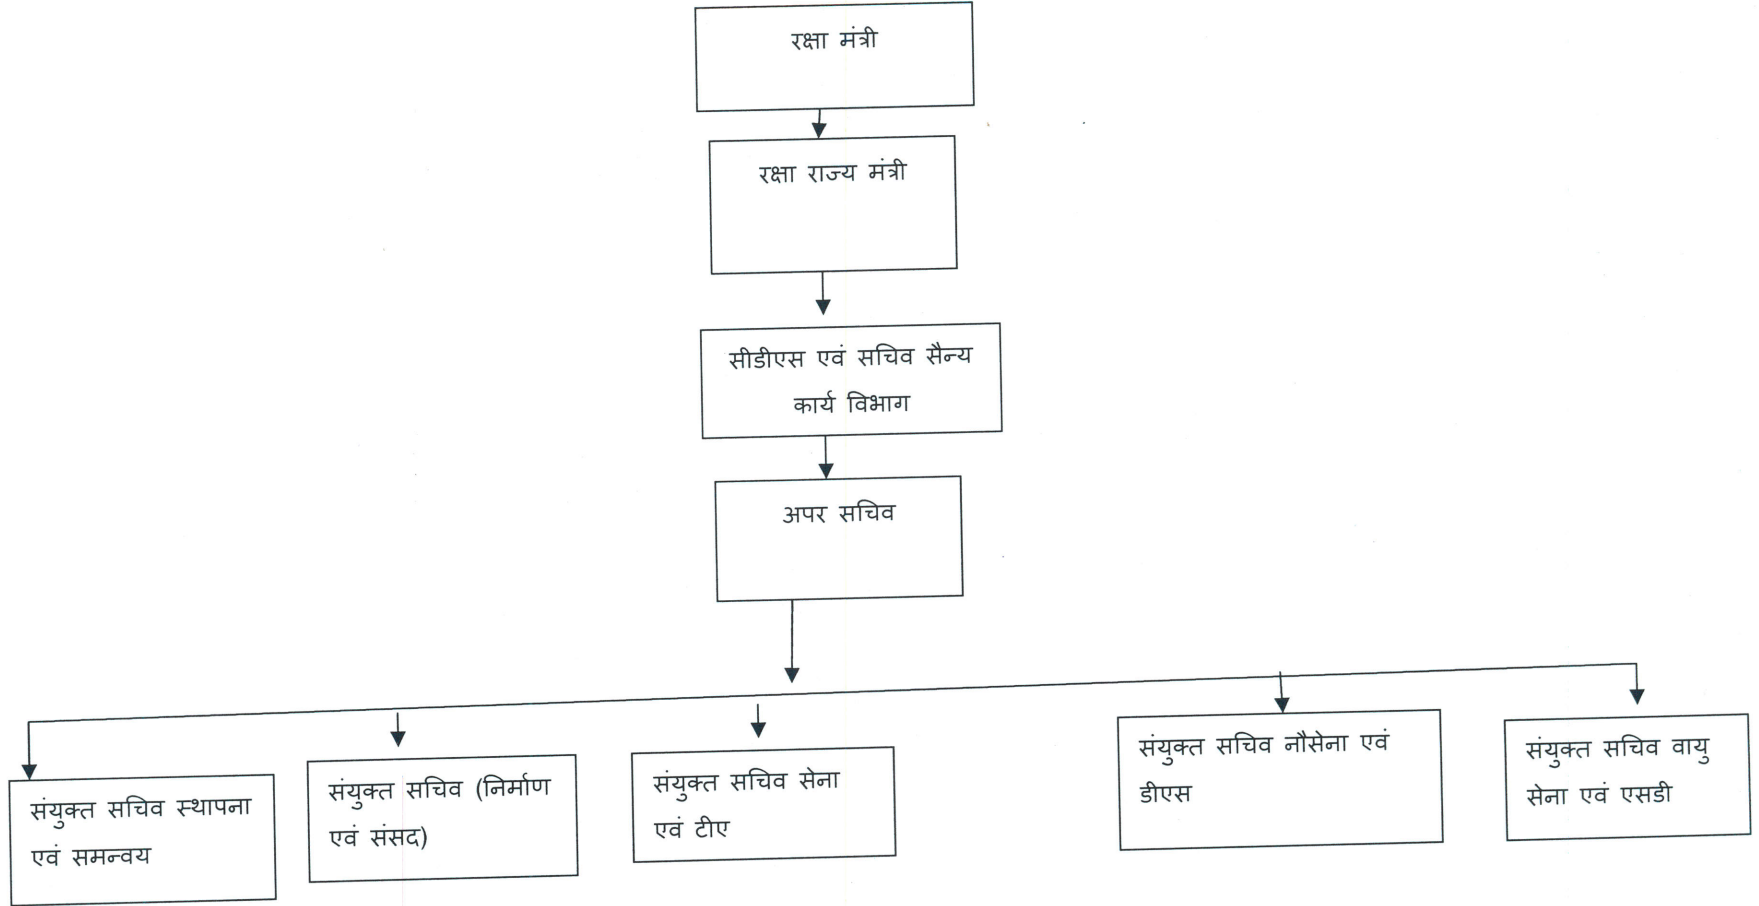 रक्षा मंत्री
रक्षा राज्य मंत्री
सीडीएस एवं सचिव सैन्य
कार्य विभाग
अपर सचिव
संयुक्त सचिव स्थापना
एवं समन्वय
संयुक्त सचिव (निर्माण
एवं संसद)
संयुक्त सचिव सेना
एवं टीए
संयुक्त सचिव नौसेना एवं
डीएस
संयुक्त सचिव वायु
सेना एवं एसडी